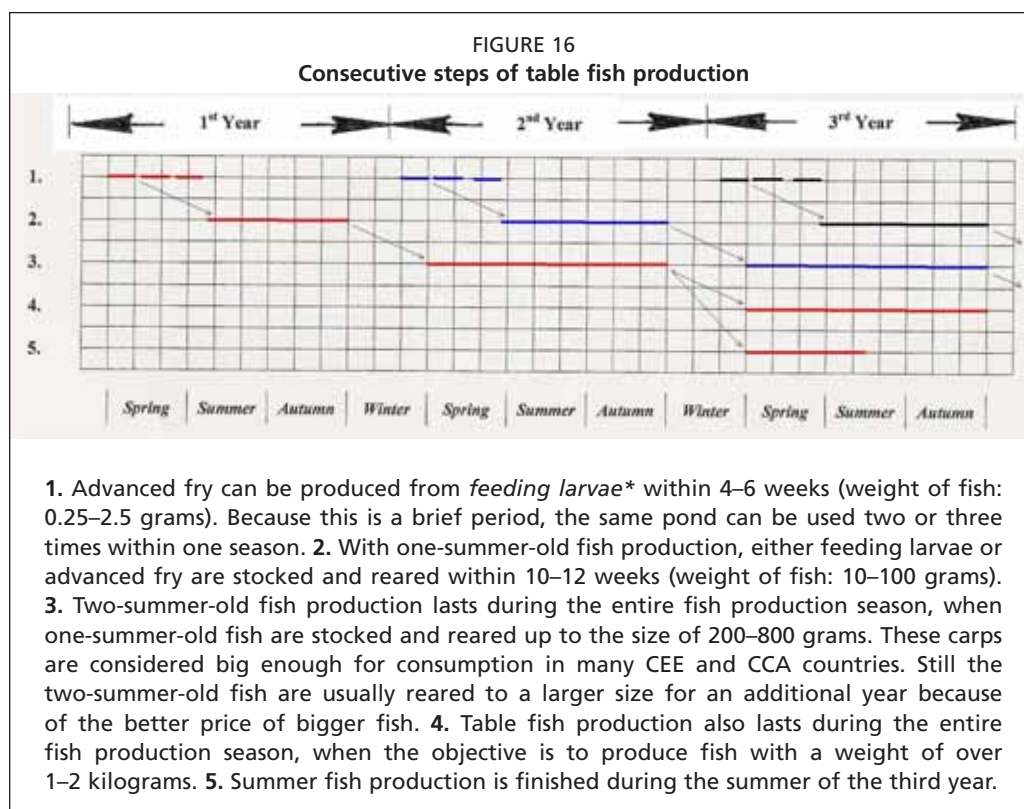 FIGURE 16
Consecutive steps of table fish production
1st Year 2nd Year 3rd Year
1.
2.
3.
4.
5.
Spring Summer Autumn Winter Spring Summer Autumn Winter Spring Summer Autumn
1. Advanced fry can be produced from feeding larvae* within 4–6 weeks (weight of fish:
0.25–2.5 grams). Because this is a brief period, the same pond can be used two or three
times within one season. 2. With one-summer-old fish production, either feeding larvae or
advanced fry are stocked and reared within 10–12 weeks (weight of fish: 10–100 grams).
3. Two-summer-old fish production lasts during the entire fish production season, when
one-summer-old fish are stocked and reared up to the size of 200–800 grams. These carps
are considered big enough for consumption in many CEE and CCA countries. Still the
two-summer-old fish are usually reared to a larger size for an additional year because
of the better price of bigger fish. 4. Table fish production also lasts during the entire
fish production season, when the objective is to produce fish with a weight of over
1–2 kilograms. 5. Summer fish production is finished during the summer of the third year.